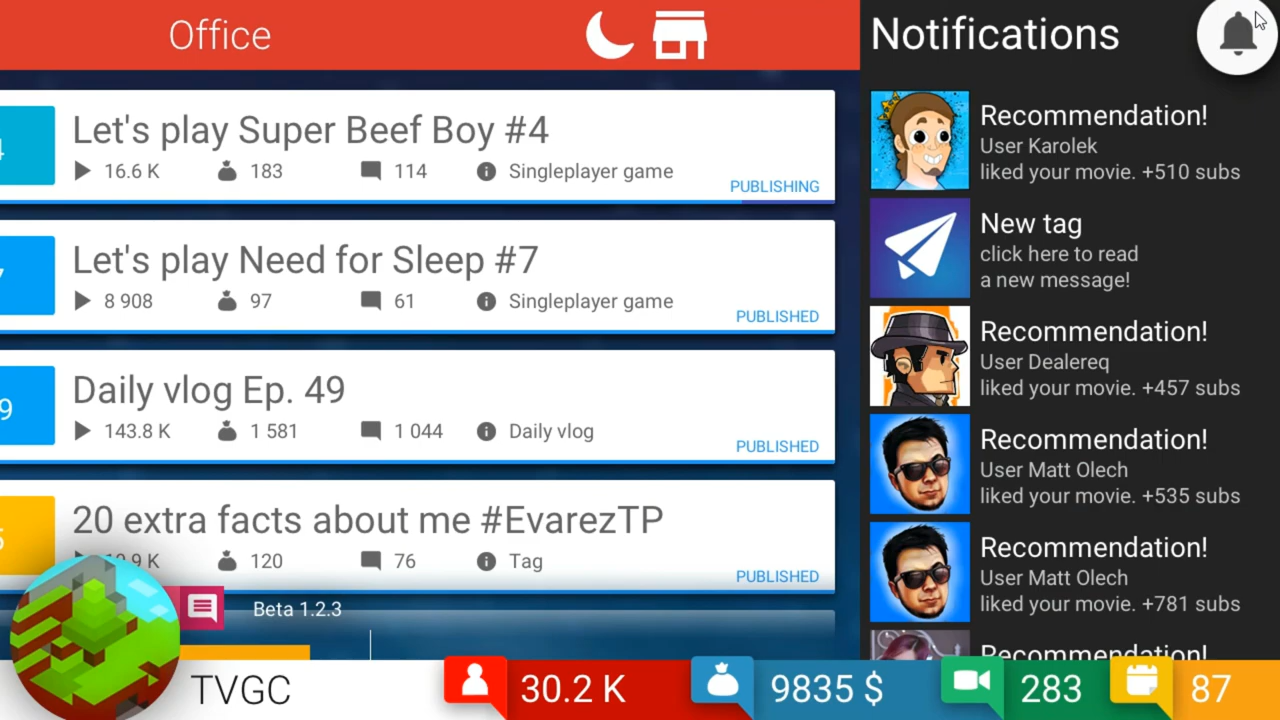 Office
Let's play Super Beef Boy #4
16.6 K 183 114 Singleplayer game
PUBLISHING
Let's play Need for Sleep #7
8 908 97 61 Singleplayer game
PUBLISHED
9
Daily vlog Ep. 49
143.8 K 1 581 1 044 Daily vlog
PUBLISHED
20 extra facts about me #EvarezTP
120 76 Tag
PUBLISHED
Beta 1.2.3
TVGC
30.2 K
9835 $
283
87
Notifications
Recommendation!
User Karolek
liked your movie. +510 subs
New tag
click here to read
a new message!
Recommendation!
User Dealereq
liked your movie. +457 subs
Recommendation!
User Matt Olech
liked your movie. +535 subs
Recommendation!
User Matt Olech
liked your movie. +781 subs
Recommendation!